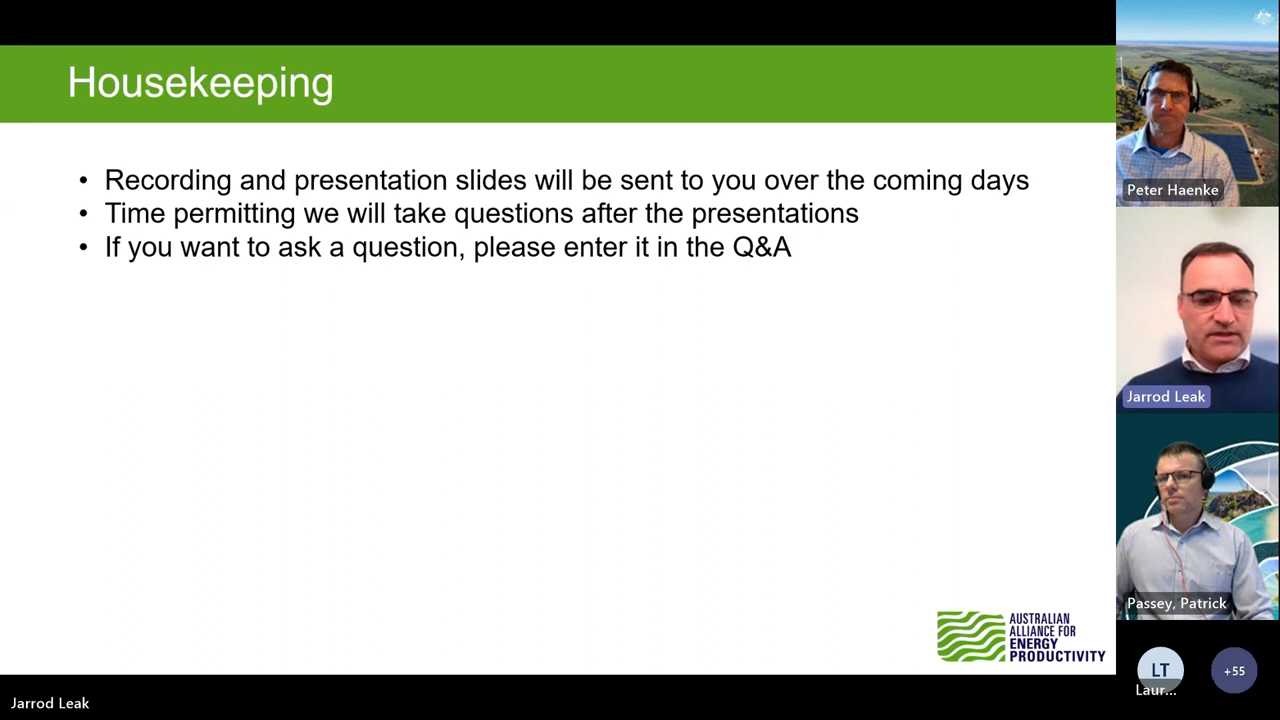 Housekeeping
• Recording and presentation slides will be sent to you over the coming days
• Time permitting we will take questions after the presentations
• If you want to ask a question, please enter it in the Q&A
AUSTRALIAN
ALLIANCE FOR
ENERGY
PRODUCTIVITY
Peter Haenke
Jarrod Leak
Passey, Patrick
LT
Laur...
+55
Jarrod Leak